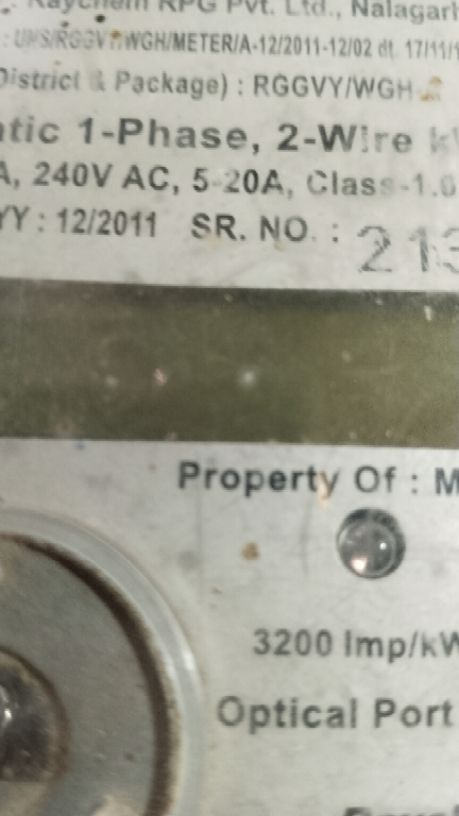 Raychem RPG Pvt. Ltd., Nalagarh
: UHS/RGGVY/WGH/METER/A-12/2011-12/02 dt. 17/11/1
District & Package) : RGGVY/WGH
tic 1-Phase, 2-Wire k
A, 240V AC, 5-20A, Class-1.0
YY : 12/2011 SR. NO. : 213
Property Of : M
3200 Imp/kW
Optical Port